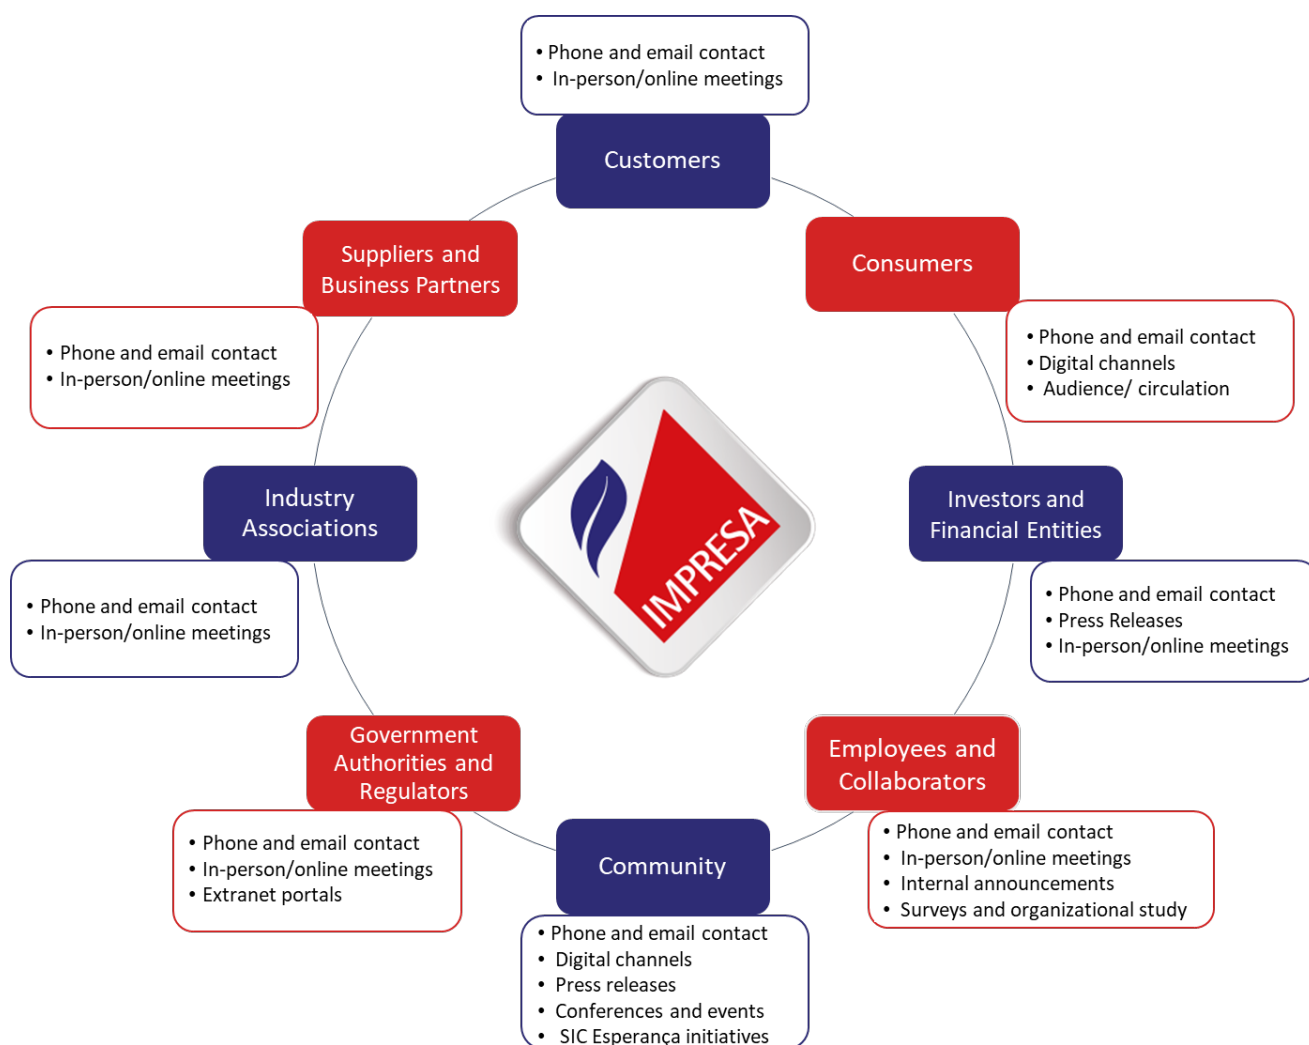 • Phone and email contact
• In-person/online meetings
Customers
Suppliers and
Business Partners
• Phone and email contact
• In-person/online meetings
Consumers
• Phone and email contact
• Digital channels
• Audience/ circulation
Industry
Associations
• Phone and email contact
• In-person/online meetings
IMPRESA
Investors and
Financial Entities
• Phone and email contact
• Press Releases
• In-person/online meetings
Government
Authorities and
Regulators
• Phone and email contact
• In-person/online meetings
• Extranet portals
Employees and
Collaborators
• Phone and email contact
• In-person/online meetings
• Internal announcements
• Surveys and organizational study
Community
• Phone and email contact
• Digital channels
• Press releases
• Conferences and events
• SIC Esperança initiatives